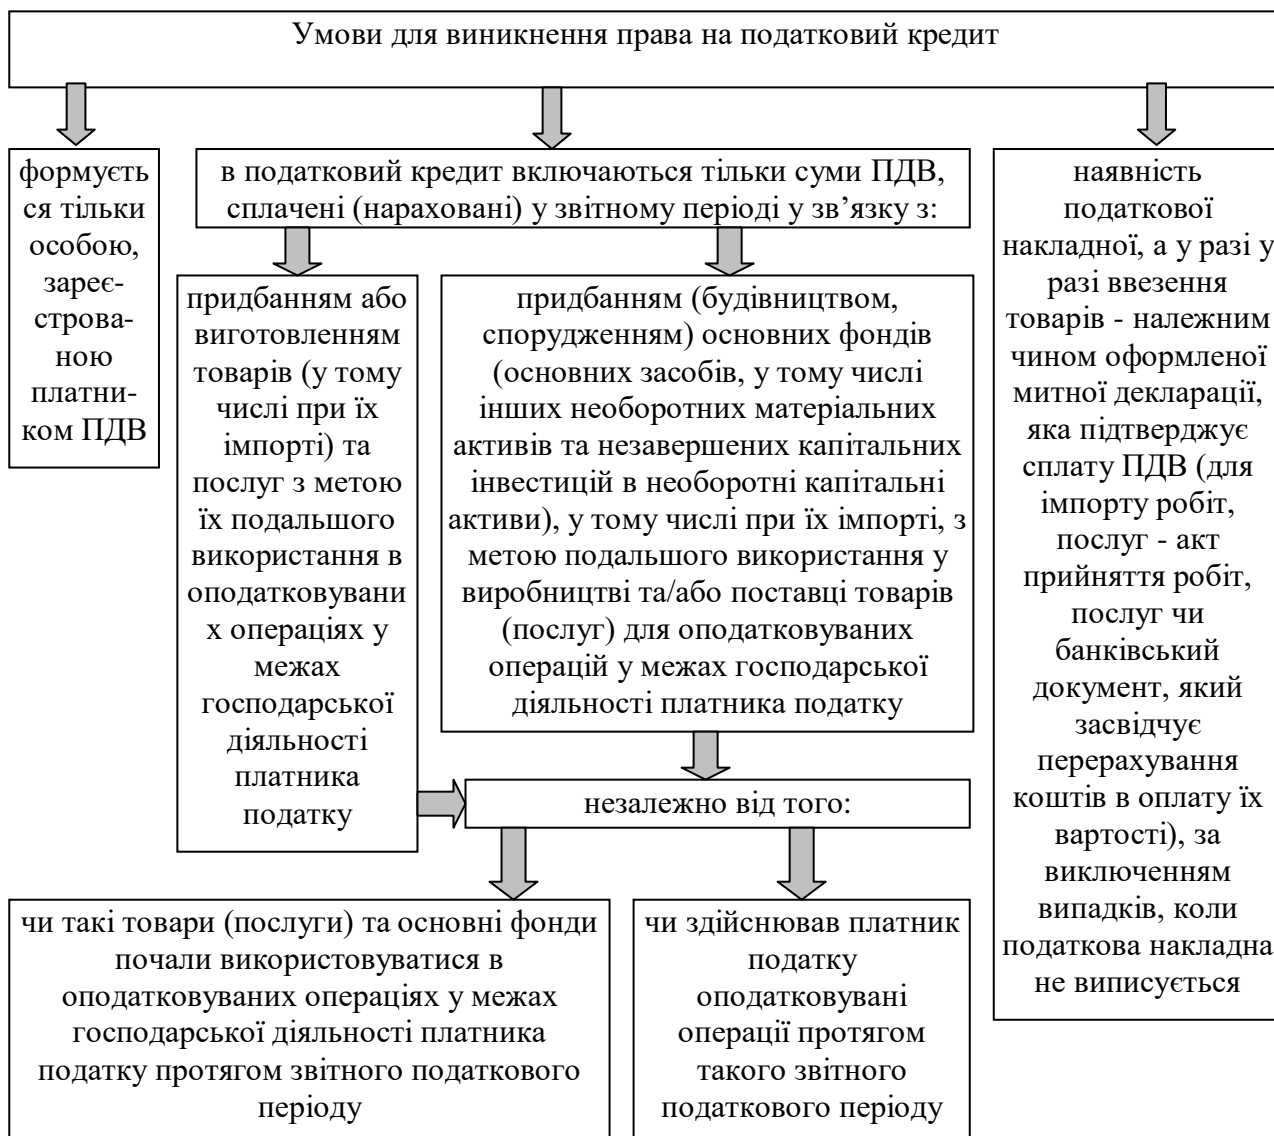 Умови для виникнення права на податковий кредит
формуєть
ся тільки
особою,
зареє-
строва-
ною
платни-
ком ПДВ
в податковий кредит включаються тільки суми ПДВ,
сплачені (нараховані) у звітному періоді у зв’язку з:
придбанням або
виготовленням
товарів (у тому
числі при їх
імпорті) та
послуг з метою
їх подальшого
використання в
оподатковувани
х операціях у
межах
господарської
діяльності
платника
податку
придбанням (будівництвом,
спорудженням) основних фондів
(основних засобів, у тому числі
інших необоротних матеріальних
активів та незавершених капітальних
інвестицій в необоротні капітальні
активи), у тому числі при їх імпорті, з
метою подальшого використання у
виробництві та/або поставці товарів
(послуг) для оподатковуваних
операцій у межах господарської
діяльності платника податку
незалежно від того:
чи такі товари (послуги) та основні фонди
почали використовуватися в
оподатковуваних операціях у межах
господарської діяльності платника
податку протягом звітного податкового
періоду
чи здійснював платник
податку
оподатковувані
операції протягом
такого звітного
податкового періоду
наявність
податкової
накладної, а у разі у
разі ввезення
товарів - належним
чином оформленої
митної декларації,
яка підтверджує
сплату ПДВ (для
імпорту робіт,
послуг - акт
прийняття робіт,
послуг чи
банківський
документ, який
засвідчує
перерахування
коштів в оплату їх
вартості), за
виключенням
випадків, коли
податкова накладна
не виписується